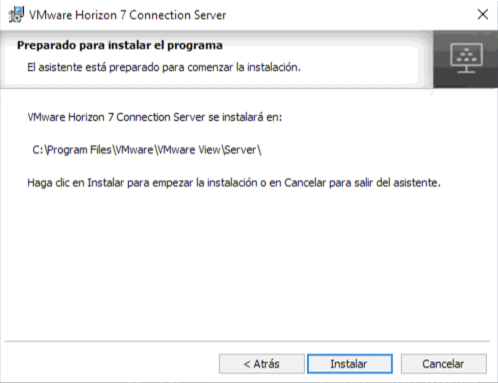 VMware Horizon 7 Connection Server
Preparado para instalar el programa
El asistente está preparado para comenzar la instalación.
VMware Horizon 7 Connection Server se instalará en:
C:\Program Files\VMware\VMware View\Server\
Haga clic en Instalar para empezar la instalación o en Cancelar para salir del asistente.
< Atrás Instalar Cancelar